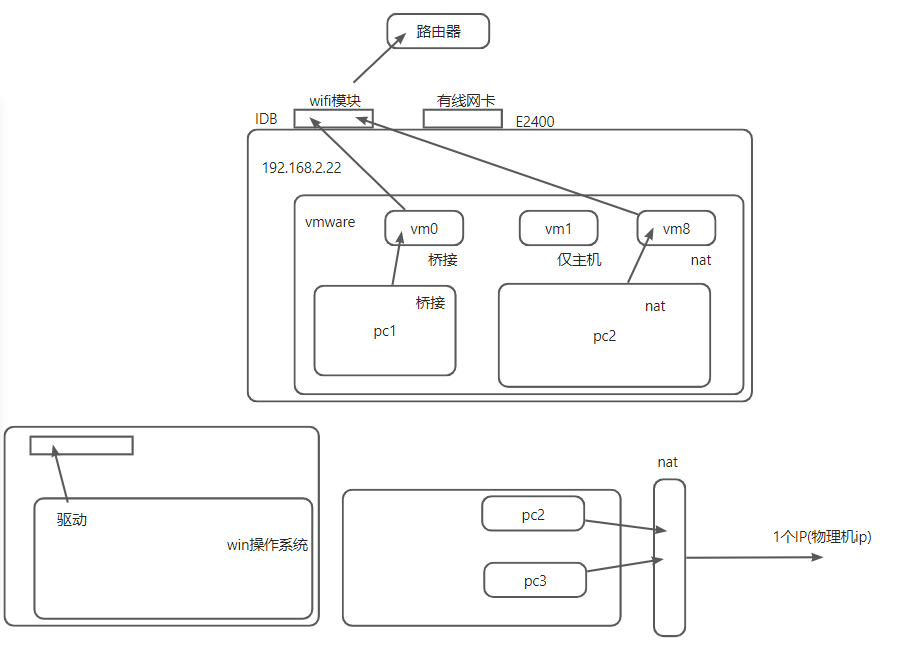 路由器
wifi模块
有线网卡
IDB
E2400
192.168.2.22
vmware
vm0
vm1
vm8
桥接
仅主机
nat
桥接
nat
pc1
pc2
nat
驱动
win操作系统
pc2
1个IP(物理机ip)
pc3